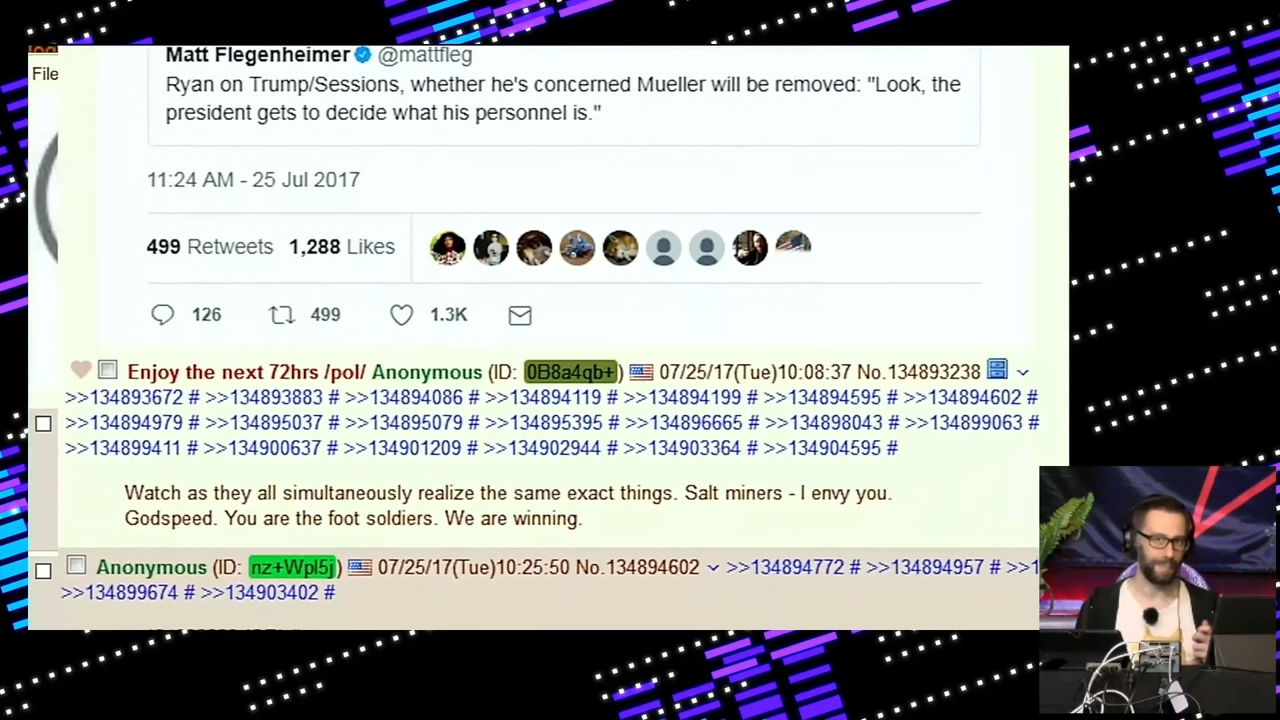 Matt Flegenheimer @mattfleg
File
Ryan on Trump/Sessions, whether he's concerned Mueller will be removed: "Look, the
president gets to decide what his personnel is."
11:24 AM - 25 Jul 2017
499 Retweets 1,288 Likes
126 499 1.3K
Enjoy the next 72hrs /pol/ Anonymous (ID: 0B8a4qb+) 07/25/17(Tue)10:08:37 No.134893238
>>134893672 # >>134893883 # >>134894086 # >>134894119 # >>134894199 # >>134894595 # >>134894602 #
>>134894979 # >>134895037 # >>134895079 # >>134895395 # >>134896665 # >>134898043 # >>134899063 #
>>134899411 # >>134900637 # >>134901209 # >>134902944 # >>134903364 # >>134904595 #
Watch as they all simultaneously realize the same exact things. Salt miners - I envy you.
Godspeed. You are the foot soldiers. We are winning.
Anonymous (ID: nz+Wpl5j) 07/25/17(Tue)10:25:50 No.134894602 >>134894772 # >>134894957 # >>1
>>134899674 # >>134903402 #